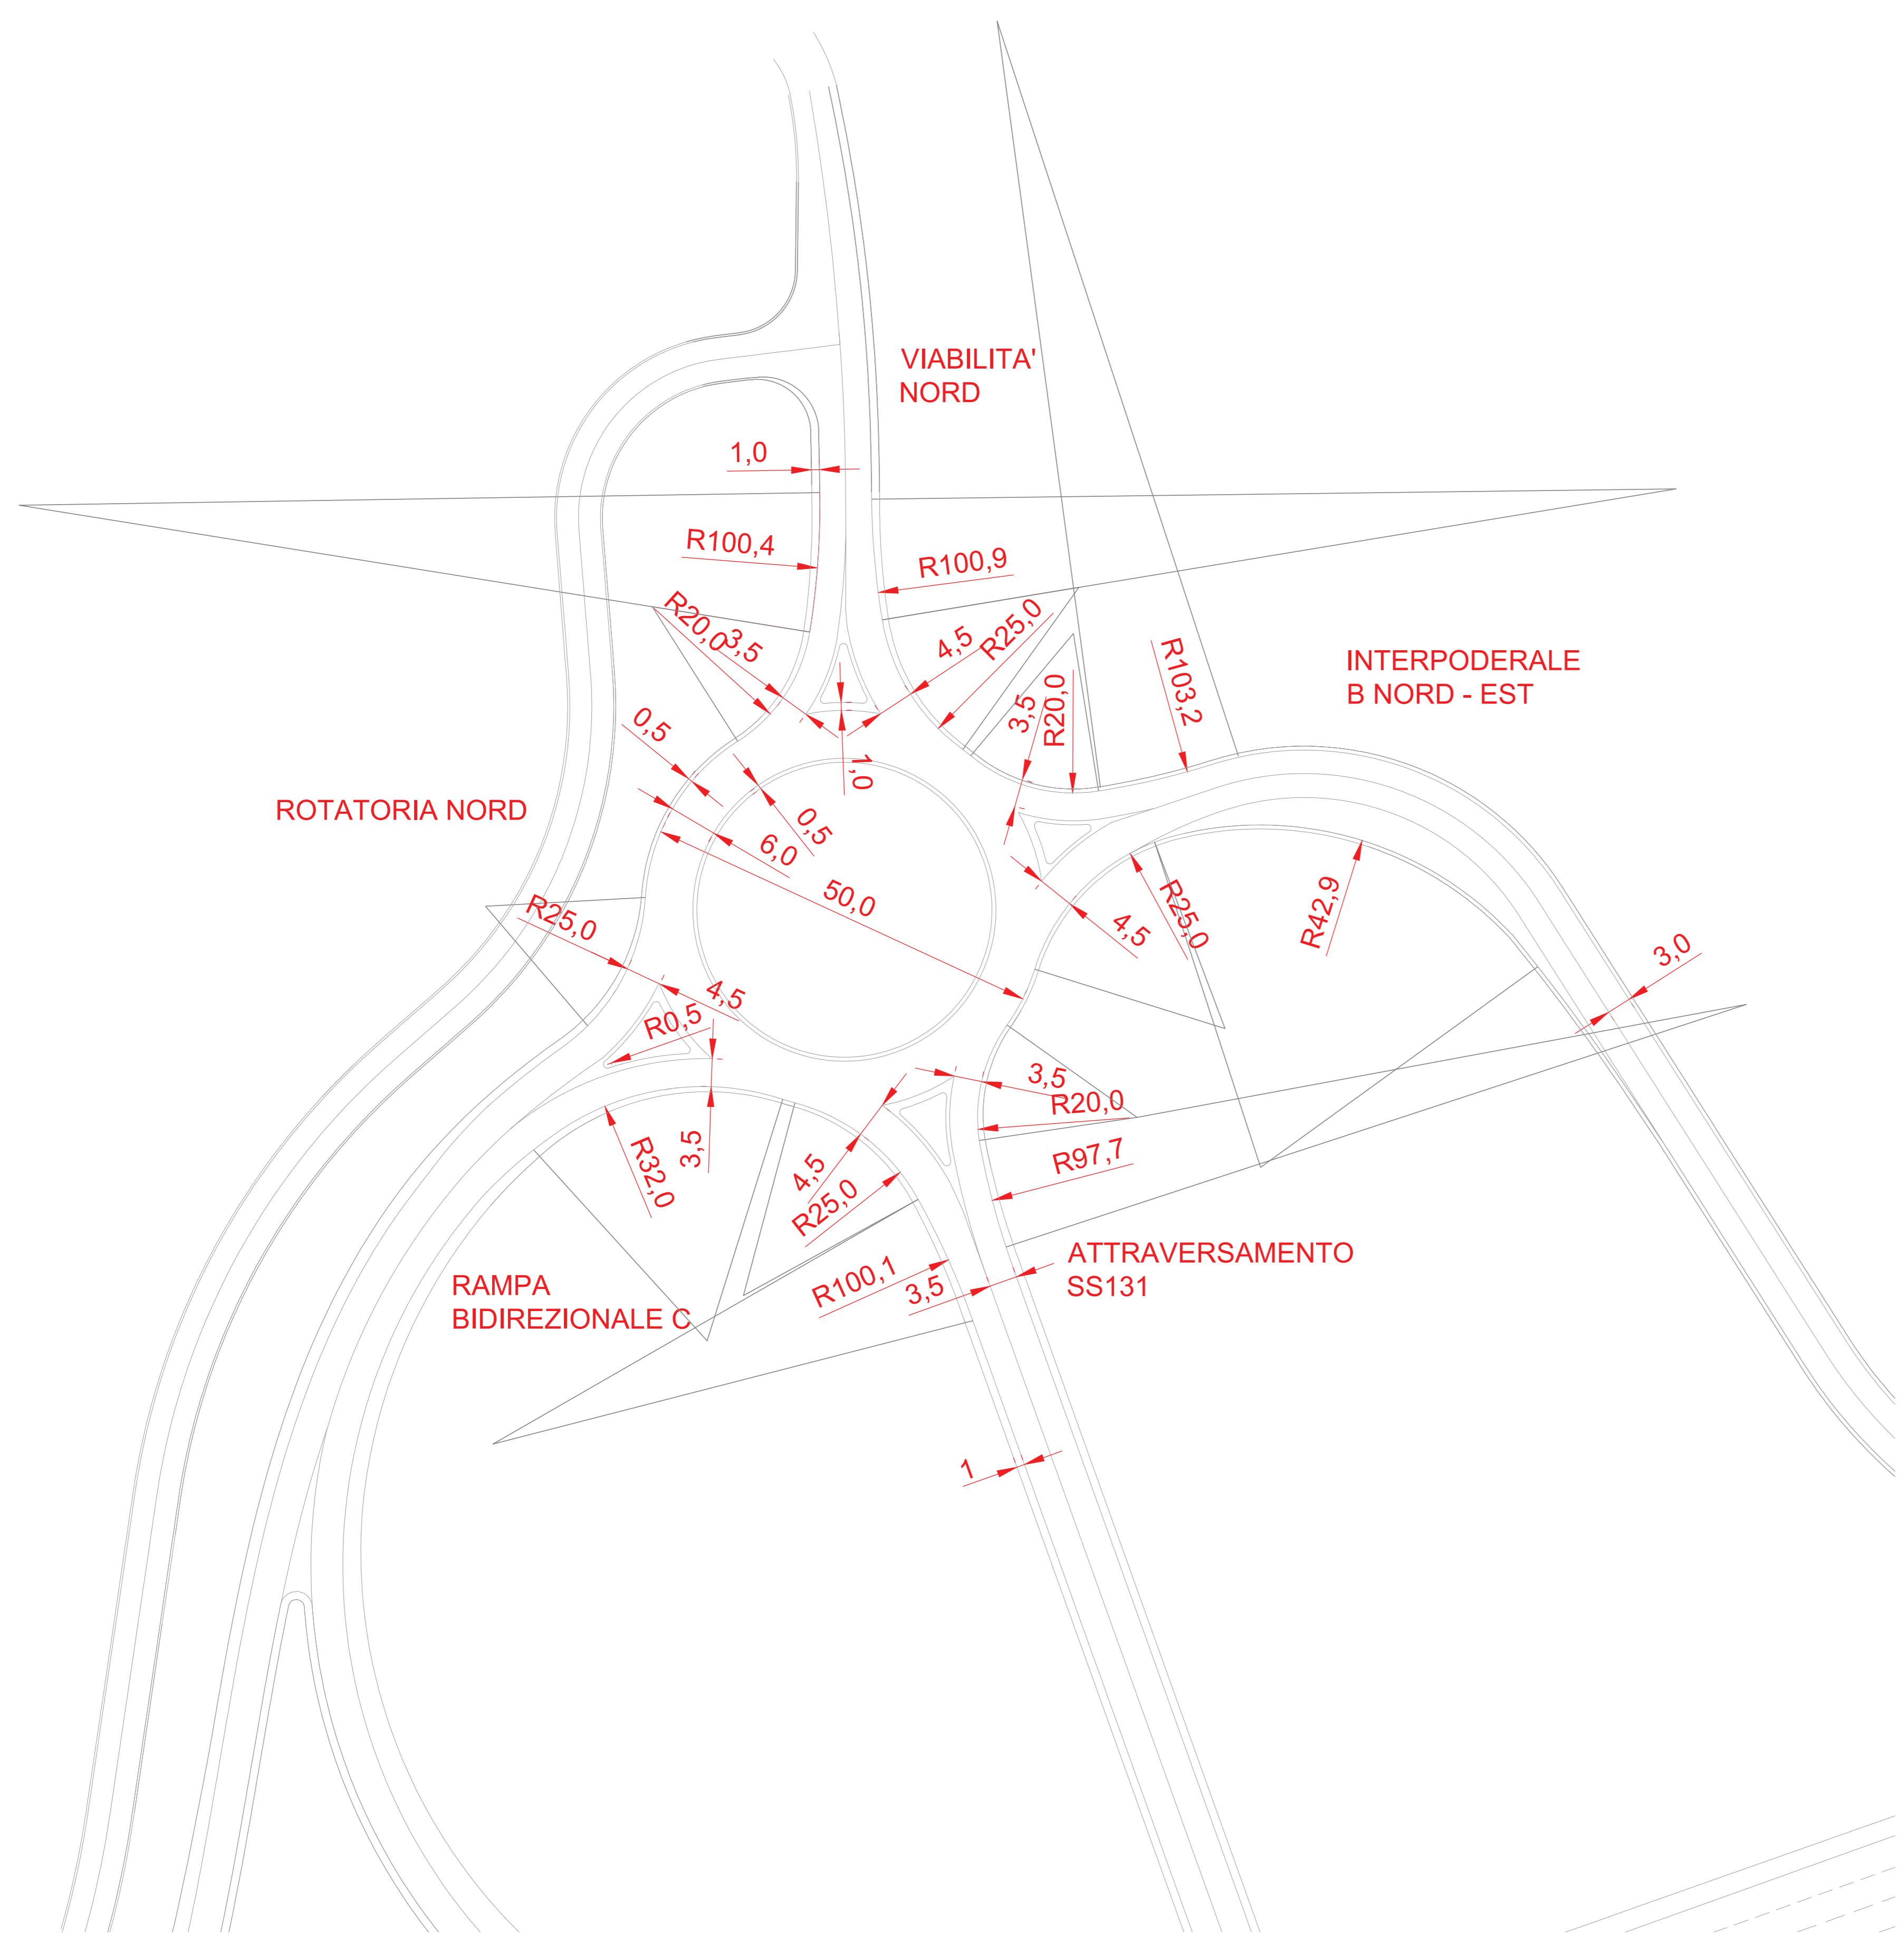 VIABILITA'
NORD
1,0
R100,4
R100,9
R20,0
3,5
4,5
R25,0
3,5
R20,0
R103,2
INTERPODERALE
B NORD - EST
0,5
1,0
ROTATORIA NORD
0,5
6,0
50,0
R25,0
4,5
R25,0
R42,9
3,0
4,5
R0,5
3,5
R20,0
R97,7
R32,0
3,5
4,5
R25,0
R100,1
3,5
ATTRAVERSAMENTO
SS131
RAMPA
BIDIREZIONALE C
1